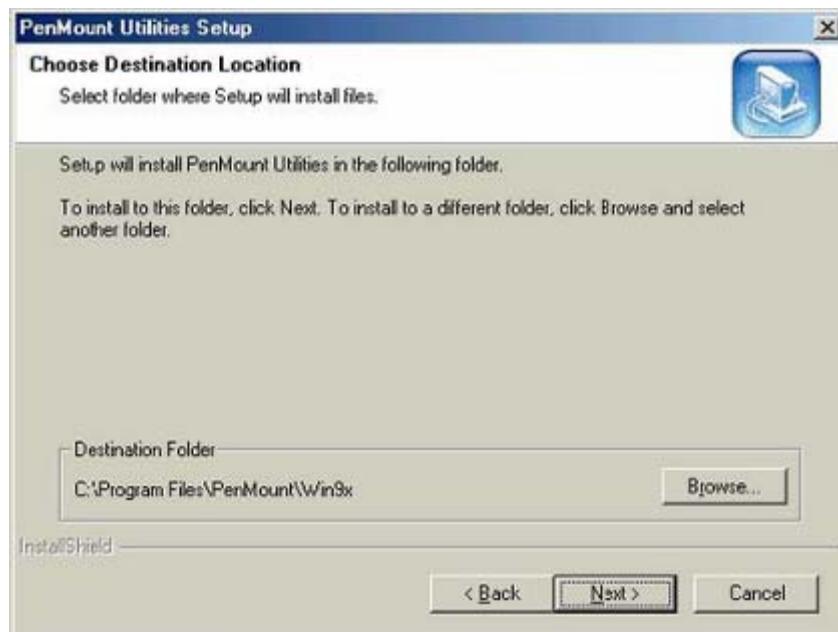 PenMount Utilities Setup
Choose Destination Location
Select folder where Setup will install files.
Setup will install PenMount Utilities in the following folder.
To install to this folder, click Next. To install to a different folder, click Browse and select
another folder.
Destination Folder
C:\Program Files\PenMount\Win9x
Browse...
InstallShield
< Back
Next >
Cancel